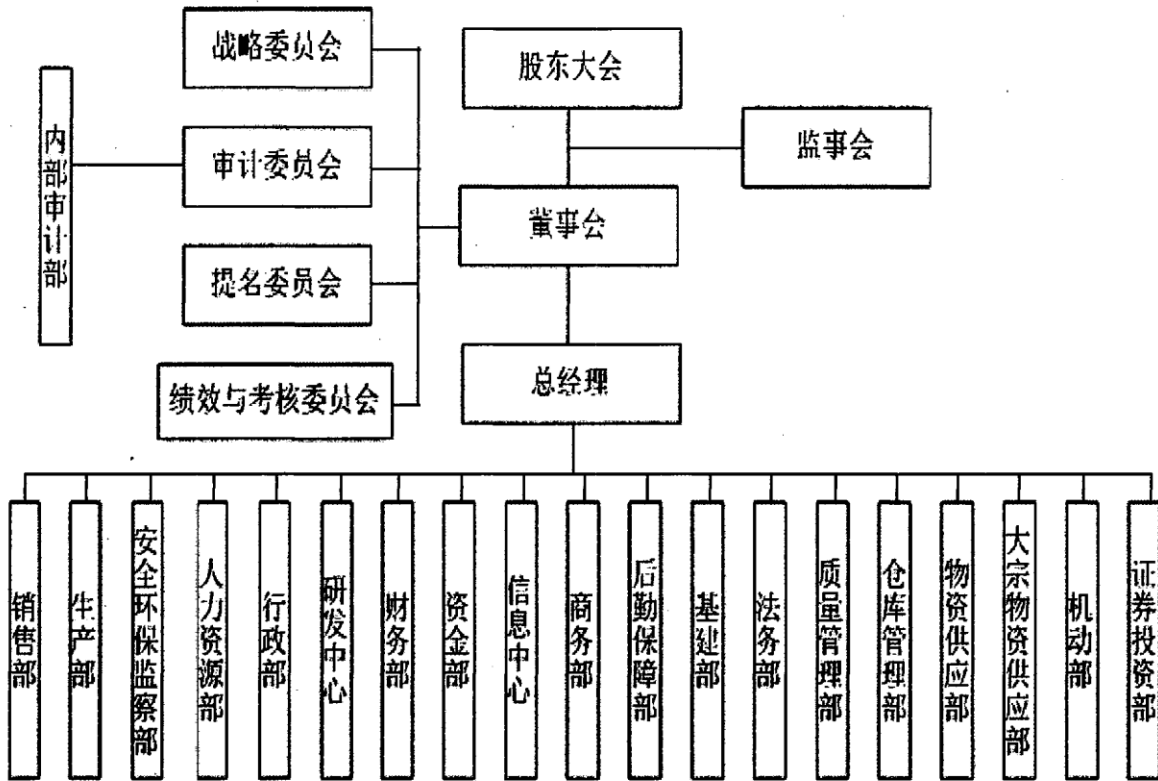 战略委员会
股东大会
内部审计部
审计委员会
监事会
董事会
提名委员会
总经理
绩效与考核委员会
销售部
生产部
安全环保监察部
人力资源部
行政部
研发中心
财务部
资金部
信息中心
商务部
后勤保障部
基建部
法务部
质量管理部
仓库管理部
物资供应部
大宗物资供应部
机动部
证券投资部